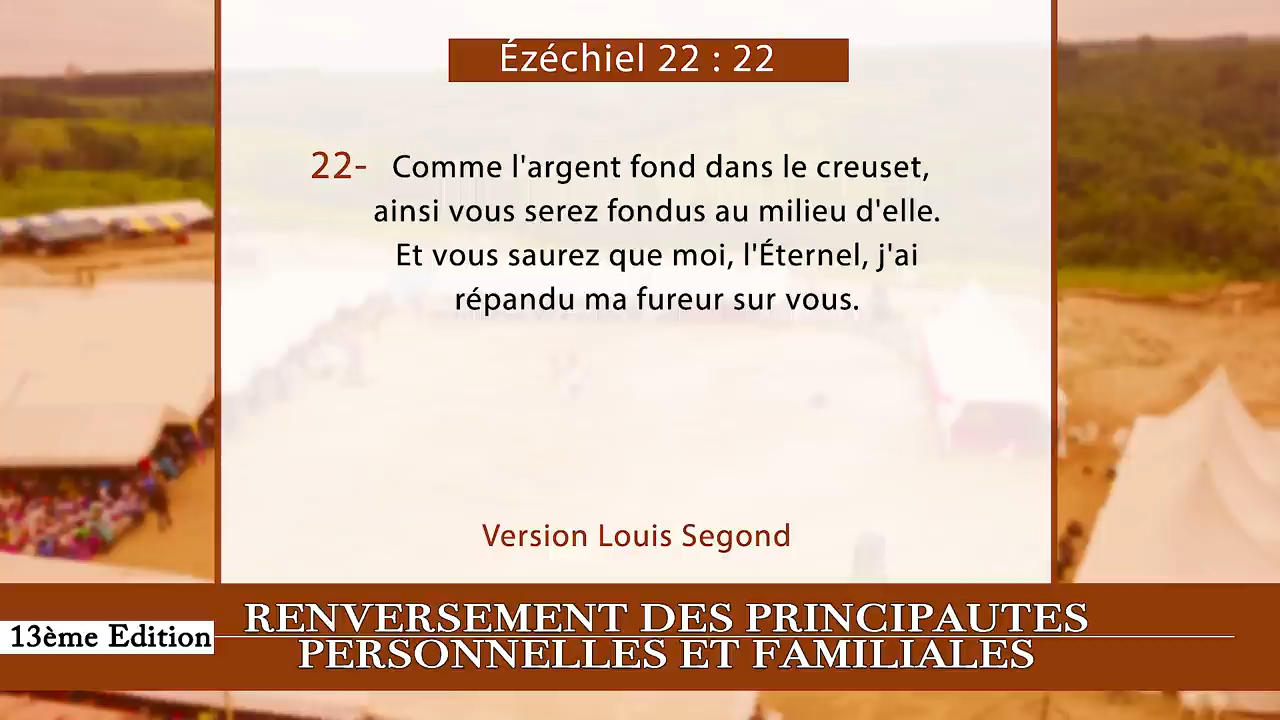 Ézéchiel 22 : 22
22- Comme l'argent fond dans le creuset,
ainsi vous serez fondus au milieu d'elle.
Et vous saurez que moi, l'Éternel, j'ai
répandu ma fureur sur vous.
Version Louis Segond
13ème Edition
RENVERSEMENT DES PRINCIPAUTES
PERSONNELLES ET FAMILIALES